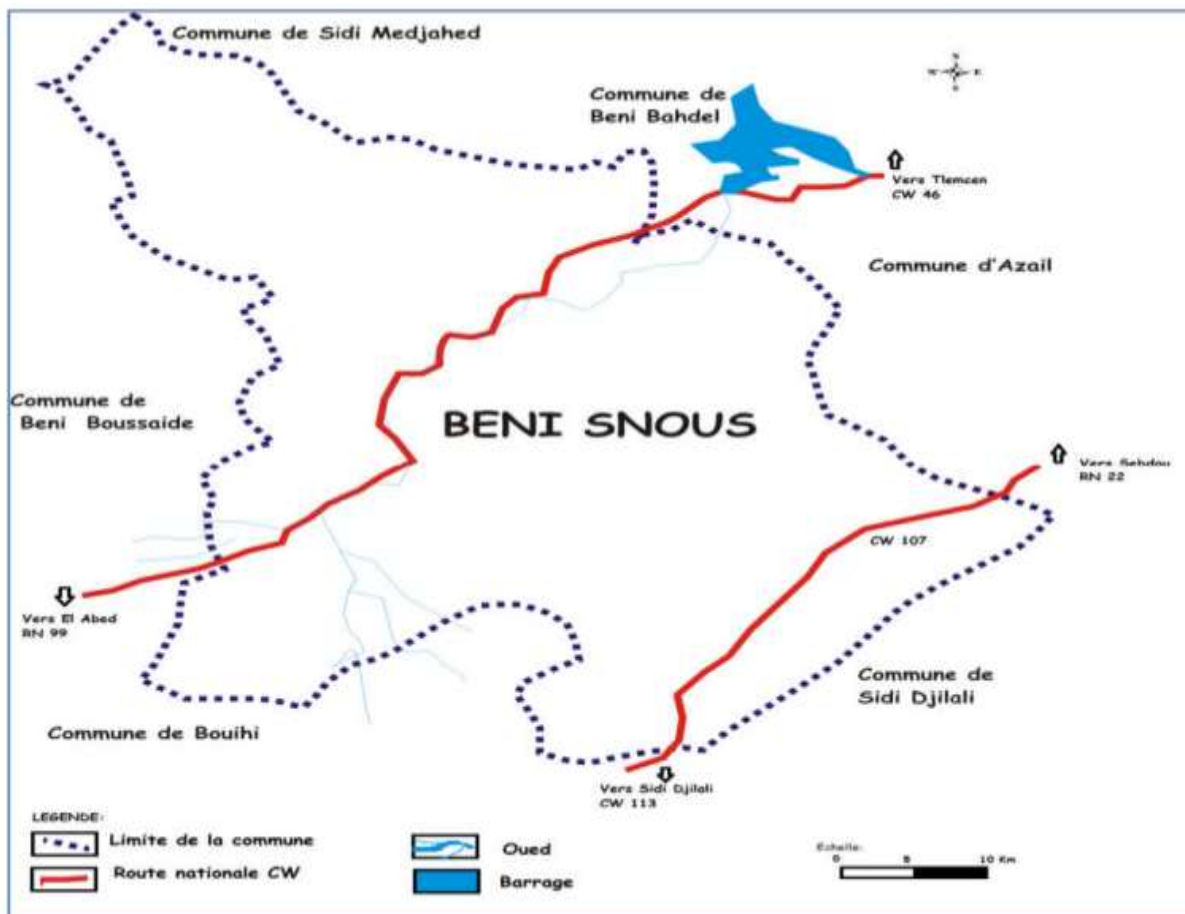 Commune de Sidi Medjahed
N
W E
S
Commune de
Beni Bahdel
Vers Tlemcen
CW 46
Commune d'Azail
Commune de
Beni Boussaide
BENI SNOUS
Vers Sebdou
RN 22
CW 107
Vers El Abed
RN 99
Commune de
Sidi Djilali
Commune de Bouihi
Vers Sidi Djilali
CW 113
LEGENDE:
Limite de la commune
Route nationale CW
Oued
Barrage
Echelle:
0 5 10 Km